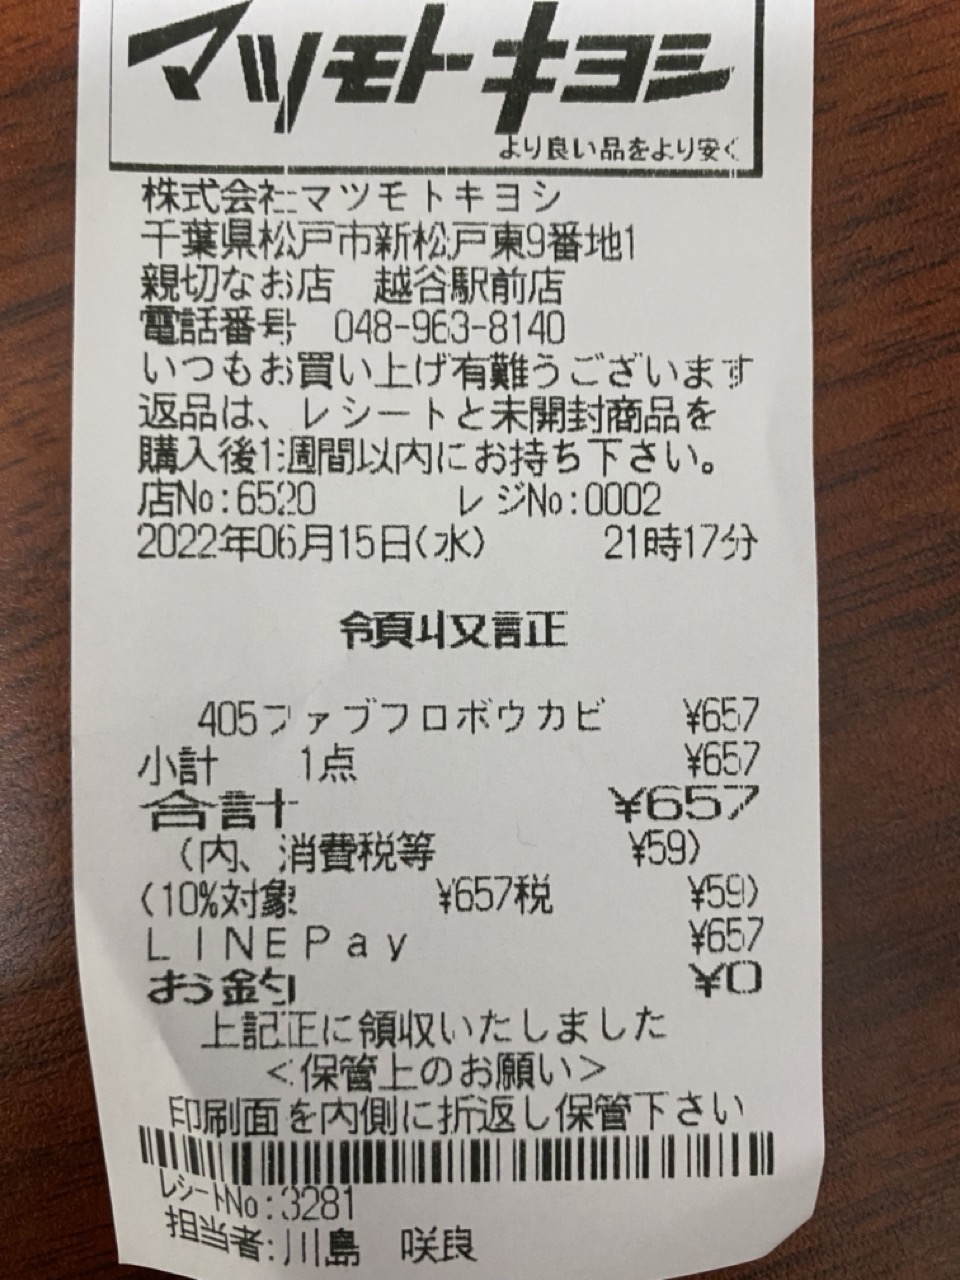 マツモトキヨシ
より良い品をより安く
株式会社マツモトキヨシ
千葉県松戸市新松戸東9番地1
親切なお店 越谷駅前店
電話番号 048-963-8140
いつもお買い上げ有難うございます
返品は、レシートと未開封商品を
購入後1週間以内にお持ち下さい。
店No:6520 レジNo:0002
2022年06月15日(水) 21時17分
領収証
405ファブフロボウカビ ¥657
小計 1点 ¥657
合計 ¥657
(内、消費税等 ¥59)
(10%対象 ¥657税 ¥59)
LINEPay ¥657
お釣 ¥0
上記正に領収いたしました
<保管上のお願い>
印刷面を内側に折返し保管下さい
レシートNo:3281
担当者:川島 咲良